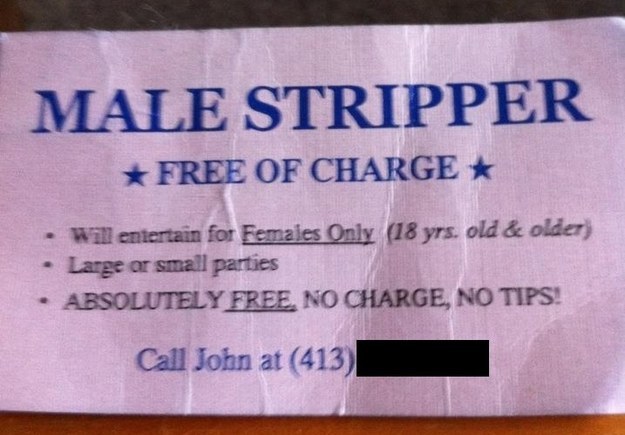 MALE STRIPPER
★ FREE OF CHARGE ★
• Will entertain for Females Only (18 yrs. old & older)
• Large or small parties
• ABSOLUTELY FREE, NO CHARGE, NO TIPS!
Call John at (413)